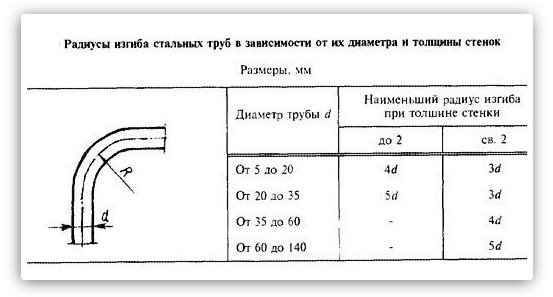 Радиусы изгиба стальных труб в зависимости от их диаметра и толщины стенок
Размеры, мм
R
d
Диаметр трубы d
Наименьший радиус изгиба
при толшине стенки
до 2
св. 2
От 5 до 20
4d
3d
От 20 до 35
5d
3d
От 35 до 60
-
4d
От 60 до 140
-
5d